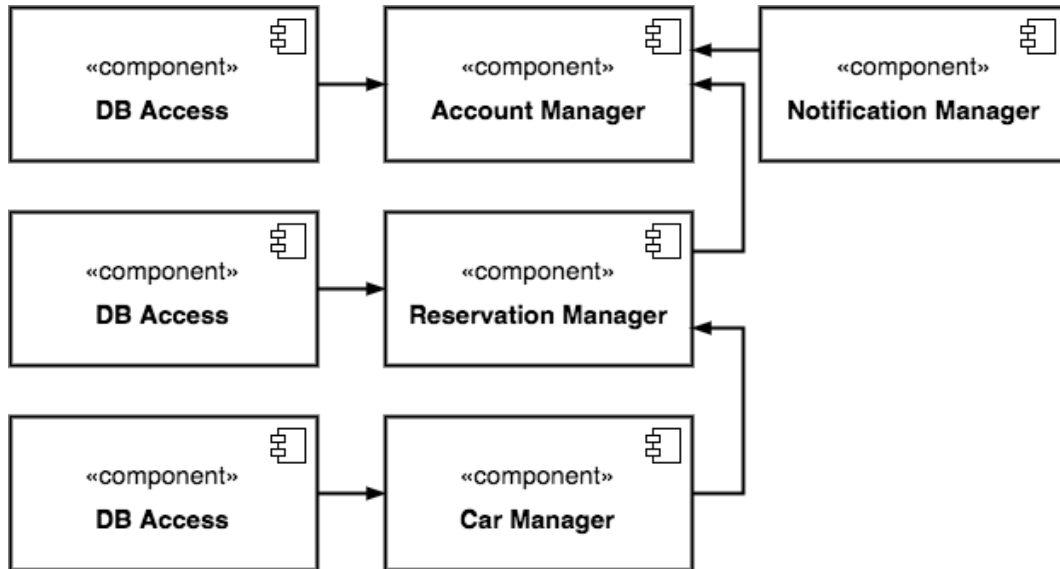 «component»
DB Access
«component»
Account Manager
«component»
Notification Manager
«component»
DB Access
«component»
Reservation Manager
«component»
DB Access
«component»
Car Manager